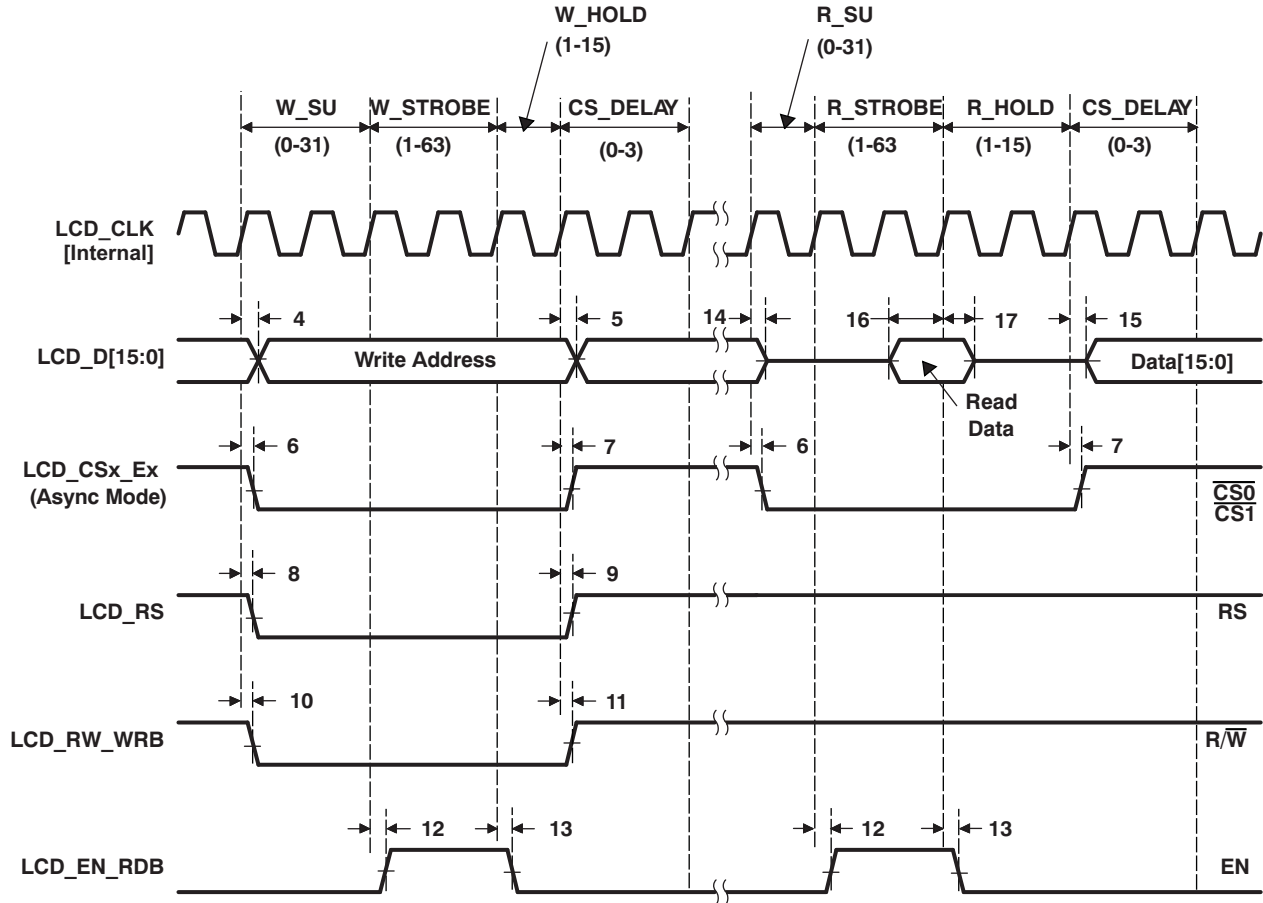 W_HOLD
(1-15)
R_SU
(0-31)
W_SU
W_STROBE
CS_DELAY
R_STROBE
R_HOLD
CS_DELAY
(0-31)
(1-63)
(0-3)
(1-63
(1-15)
(0-3)
LCD_CLK
[Internal]
4
5
14
16
17
15
LCD_D[15:0]
Write Address
Data[15:0]
Read
Data
6
7
6
7
LCD_CSx_Ex
(Async Mode)
CS0
CS1
8
9
LCD_RS
RS
10
11
LCD_RW_WRB
R/W
12
13
12
13
LCD_EN_RDB
EN